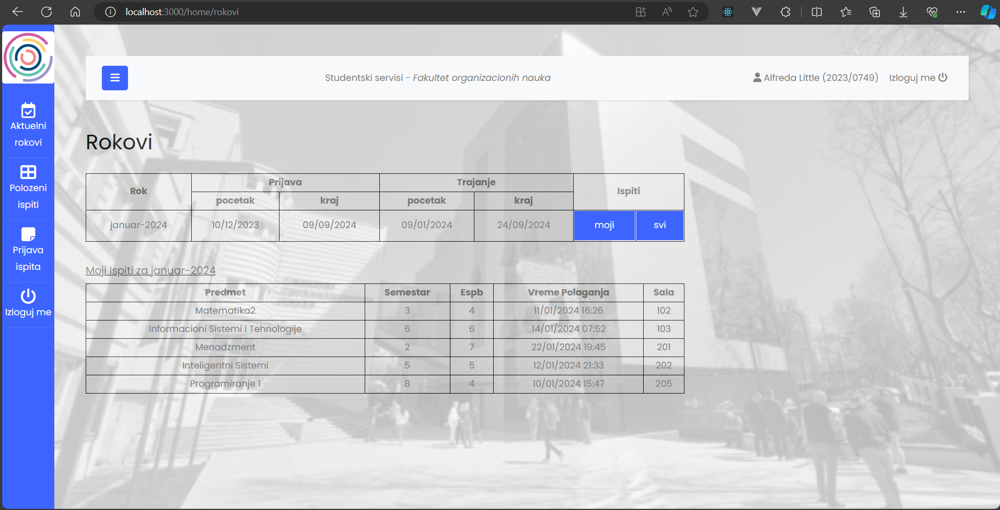 localhost:3000/home/rokovi
Studentski servisi - Fakultet organizacionih nauka
Alfreda Little (2023/0749) Izloguj me
Aktuelni
rokovi
Polozeni
ispiti
Prijava
ispita
Izloguj me
Rokovi
Rok Prijava Trajanje Ispiti
pocetak kraj pocetak kraj
januar-2024 10/12/2023 09/09/2024 09/01/2024 24/09/2024 moji svi
Moji Ispiti za januar-2024
Predmet Semestar Espb Vreme Polaganja Sala
Matematika2 3 4 11/01/2024 16:26 102
Informacioni Sistemi i Tehnologije 6 6 14/01/2024 07:52 103
Menadzment 2 7 22/01/2024 19:45 201
Inteligentni Sistemi 5 5 12/01/2024 21:33 202
Programiranje 1 8 4 10/01/2024 15:47 205